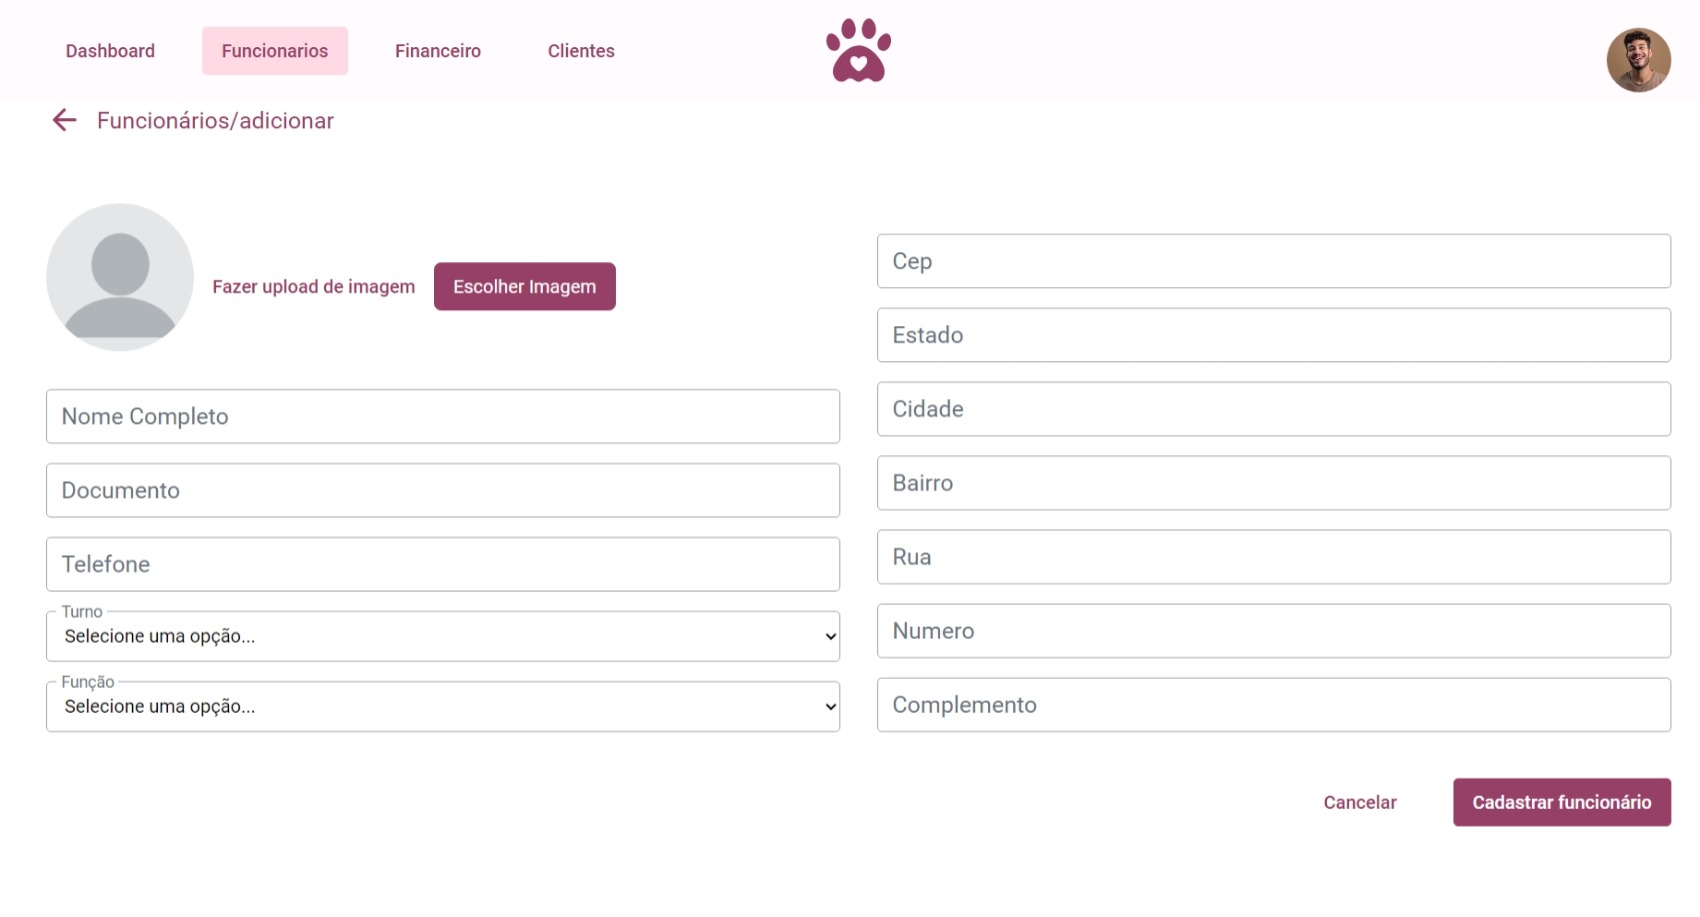 Dashboard
Funcionarios
Financeiro
Clientes
Funcionários/adicionar
Fazer upload de imagem
Escolher Imagem
Nome Completo
Documento
Telefone
Turno
Selecione uma opção...
Função
Selecione uma opção...
Cep
Estado
Cidade
Bairro
Rua
Numero
Complemento
Cancelar
Cadastrar funcionário